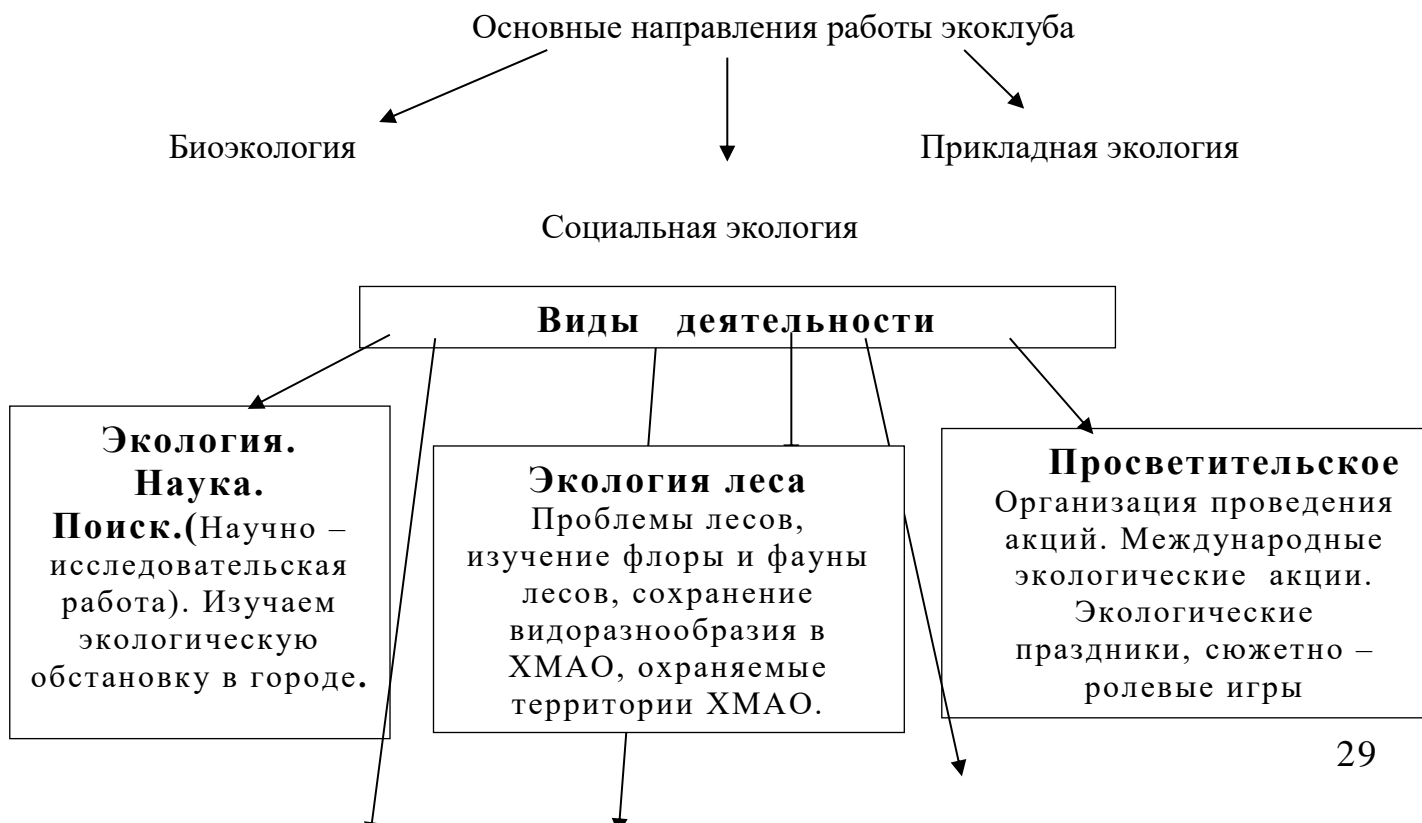 Основные направления работы экоклуба
Биоэкология
Прикладная экология
Социальная экология
Виды деятельности
Экология.
Наука.
Поиск.(Научно –
исследовательская
работа). Изучаем
экологическую
обстановку в городе.
Экология леса
Проблемы лесов,
изучение флоры и фауны
лесов, сохранение
видоразнообразия в
ХМАО, охраняемые
территории ХМАО.
Просветительское
Организация проведения
акций. Международные
экологические акции.
Экологические
праздники, сюжетно –
ролевые игры
29